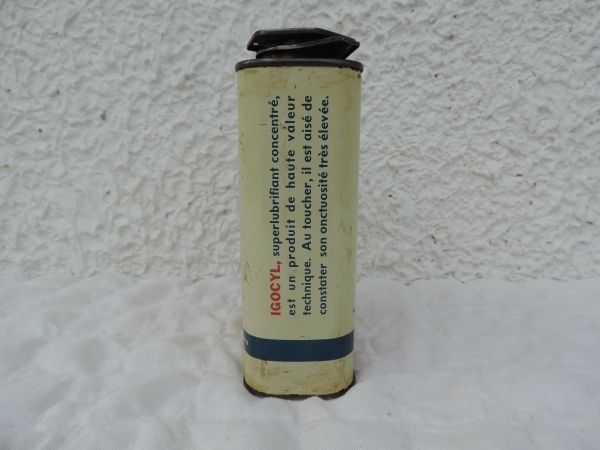 IGOCYL, superlubrifiant concentré,
est un produit de haute valeur
technique. Au toucher, il est aisé de
constater son onctuosité très élevée.